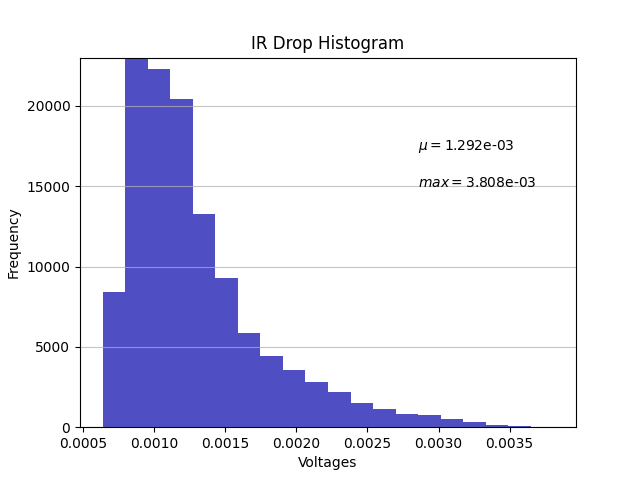 IR Drop Histogram
20000
15000
10000
5000
0
Frequency
μ = 1.292e-03
max = 3.808e-03
0.0005 0.0010 0.0015 0.0020 0.0025 0.0030 0.0035
Voltages